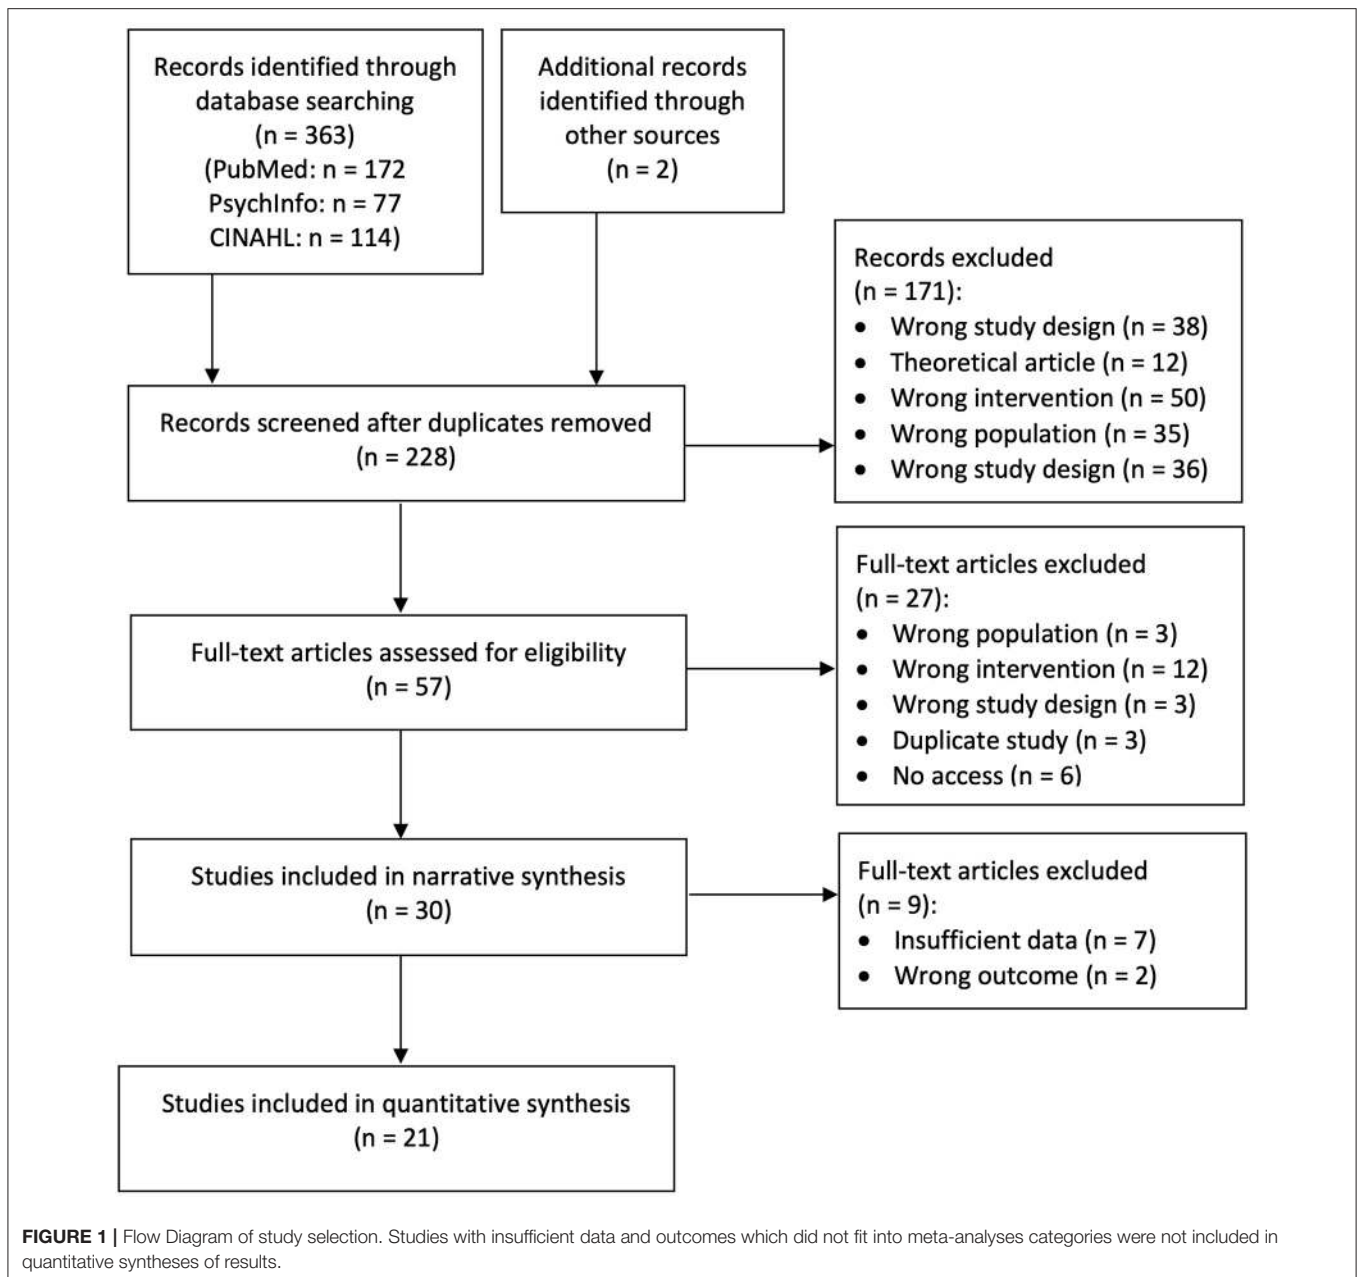 Records identified through
database searching
(n = 363)
(PubMed: n = 172
PsychInfo: n = 77
CINAHL: n = 114)
Additional records
identified through
other sources
(n = 2)
Records screened after duplicates removed
(n = 228)
Records excluded
(n = 171):
• Wrong study design (n = 38)
• Theoretical article (n = 12)
• Wrong intervention (n = 50)
• Wrong population (n = 35)
• Wrong study design (n = 36)
Full-text articles assessed for eligibility
(n = 57)
Full-text articles excluded
(n = 27):
• Wrong population (n = 3)
• Wrong intervention (n = 12)
• Wrong study design (n = 3)
• Duplicate study (n = 3)
• No access (n = 6)
Studies included in narrative synthesis
(n = 30)
Full-text articles excluded
(n = 9):
• Insufficient data (n = 7)
• Wrong outcome (n = 2)
Studies included in quantitative synthesis
(n = 21)
FIGURE 1 | Flow Diagram of study selection. Studies with insufficient data and outcomes which did not fit into meta-analyses categories were not included in
quantitative syntheses of results.